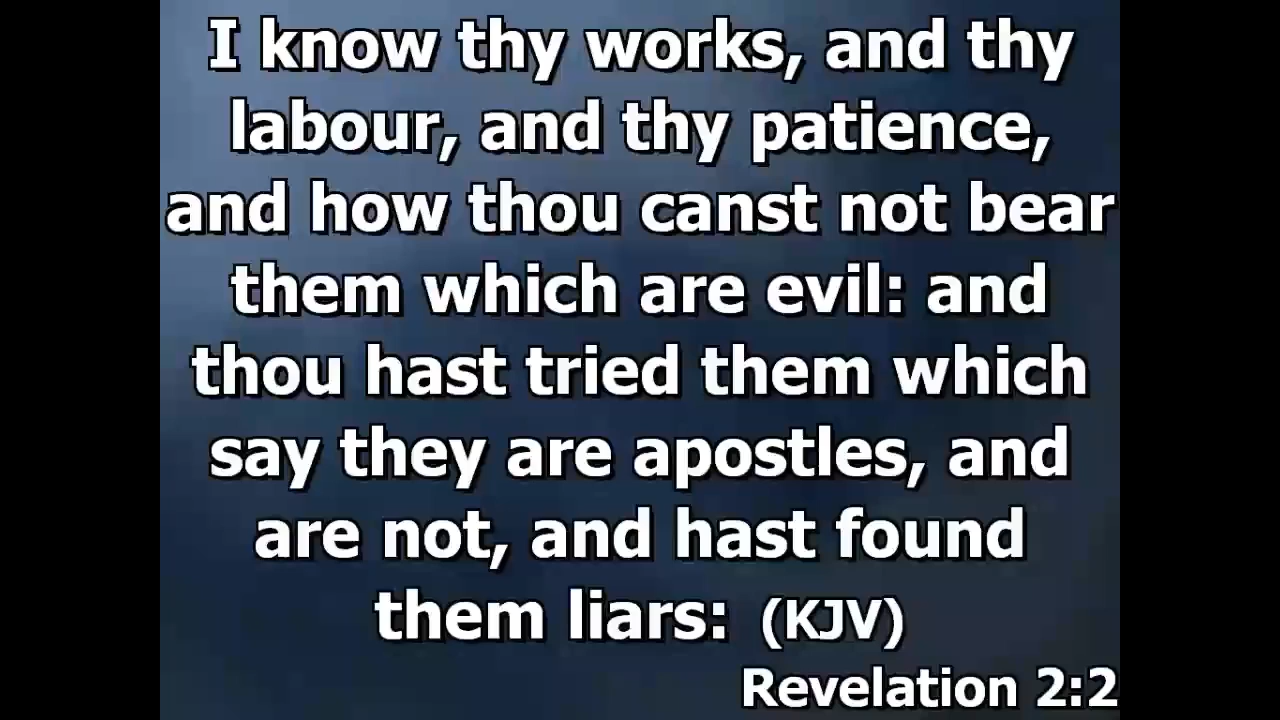 I know thy works, and thy
labour, and thy patience,
and how thou canst not bear
them which are evil: and
thou hast tried them which
say they are apostles, and
are not, and hast found
them liars: (KJV)
Revelation 2:2